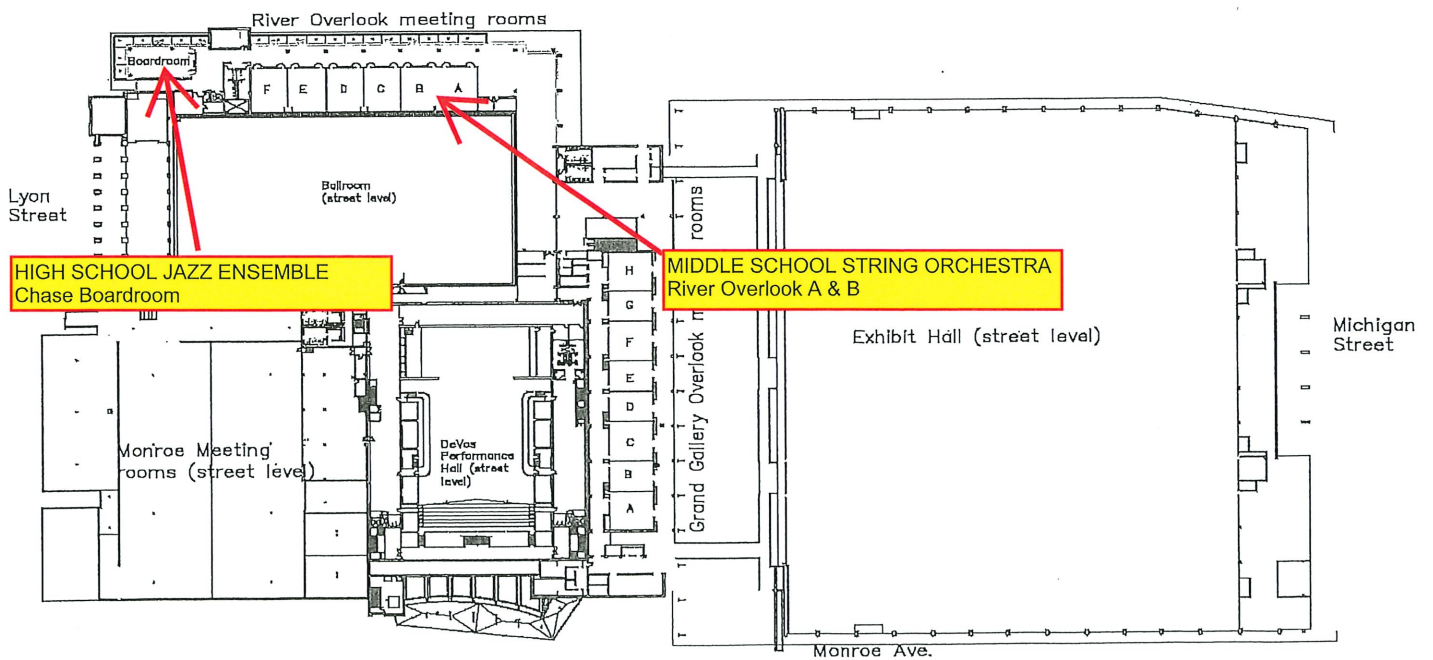 River Overlook meeting rooms
Boardroom
F E D C B A
Lyon
Street
Ballroom
(street level)
HIGH SCHOOL JAZZ ENSEMBLE
Chase Boardroom
MIDDLE SCHOOL STRING ORCHESTRA
River Overlook A & B
H
G
F
E
D
C
B
A
Grand Gallery Overlook m
rooms
Exhibit Hall (street level)
Michigan
Street
Monroe Meeting
rooms (street level)
DeVos
Performance
Hall (street
level)
Monroe Ave.